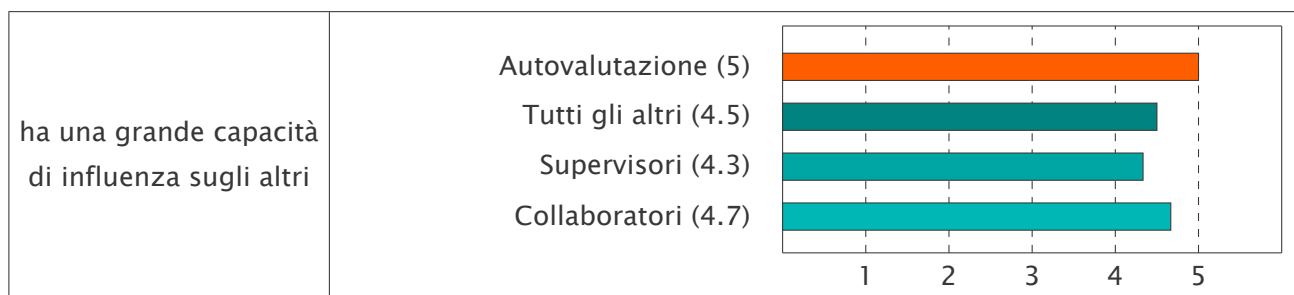 ha una grande capacità
di influenza sugli altri
Autovalutazione (5)
Tutti gli altri (4.5)
Supervisori (4.3)
Collaboratori (4.7)
1 2 3 4 5